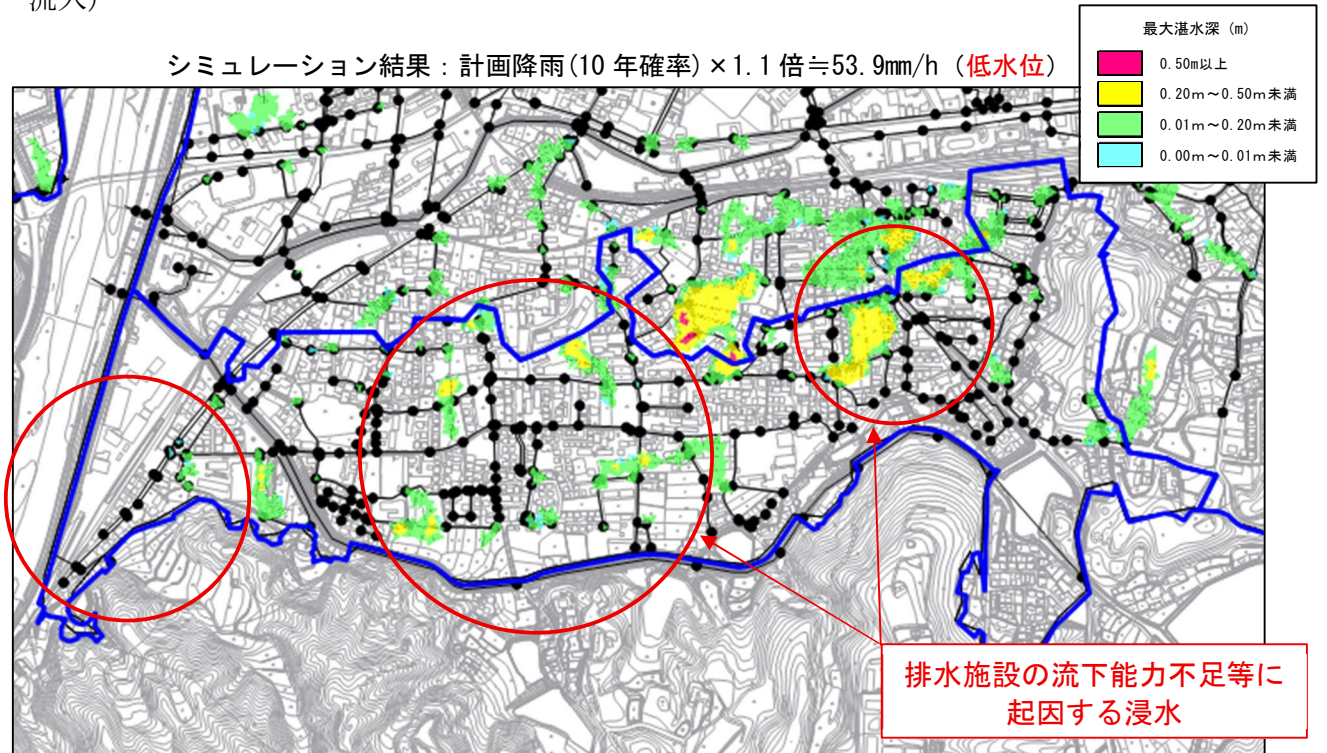 流入）
シミュレーション結果：計画降雨(10 年確率)×1.1 倍≒53.9mm/h（低水位）
最大湛水深 (m)
0.50m以上
0.20m～0.50m未満
0.01m～0.20m未満
0.00m～0.01m未満
排水施設の流下能力不足等に
起因する浸水